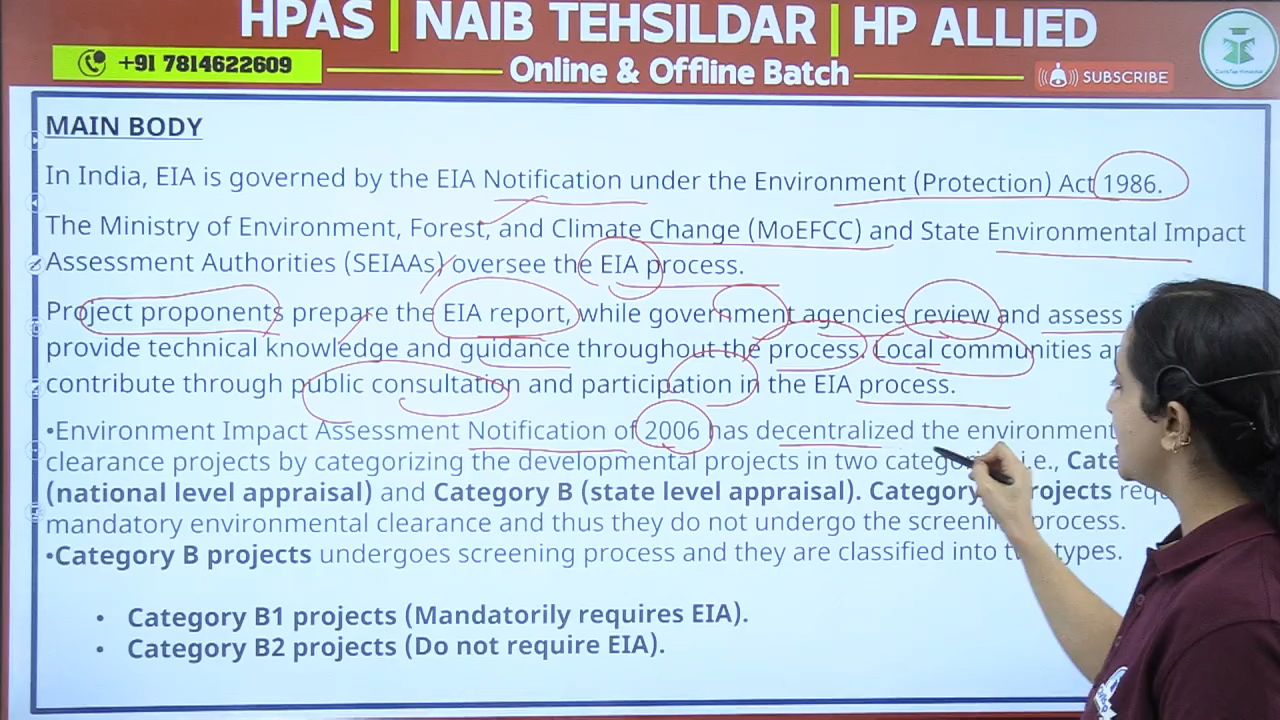 HPAS | NAIB TEHSILDAR | HP ALLIED
+91 7814622609
Online & Offline Batch
SUBSCRIBE
MAIN BODY
In India, EIA is governed by the EIA Notification under the Environment (Protection) Act 1986.
The Ministry of Environment, Forest, and Climate Change (MoEFCC) and State Environmental Impact
Assessment Authorities (SEIAAs) oversee the EIA process.
Project proponents prepare the EIA report, while government agencies review and assess
provide technical knowledge and guidance throughout the process. Local communities
contribute through public consultation and participation in the EIA process.
•Environment Impact Assessment Notification of 2006 has decentralized the environment
clearance projects by categorizing the developmental projects in two i.e.,
(national level appraisal) and Category B (state level appraisal). Category
mandatory environmental clearance and thus they do not undergo the process.
•Category B projects undergoes screening process and they are classified into types.
• Category B1 projects (Mandatorily requires EIA).
• Category B2 projects (Do not require EIA).